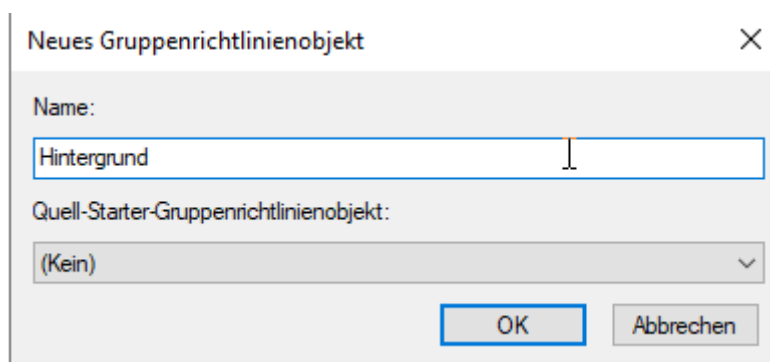 Neues Gruppenrichtlinienobjekt
Name:
Hintergrund
Quell-Starter-Gruppenrichtlinienobjekt:
(Kein)
OK Abbrechen